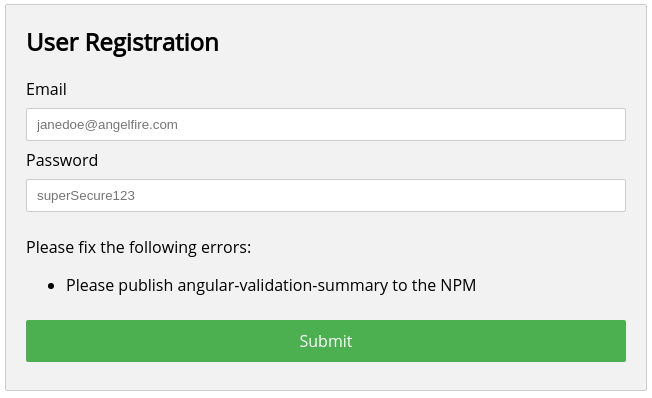 User Registration
Email
janedoe@angelfire.com
Password
superSecure123
Please fix the following errors:
Please publish angular-validation-summary to the NPM
Submit